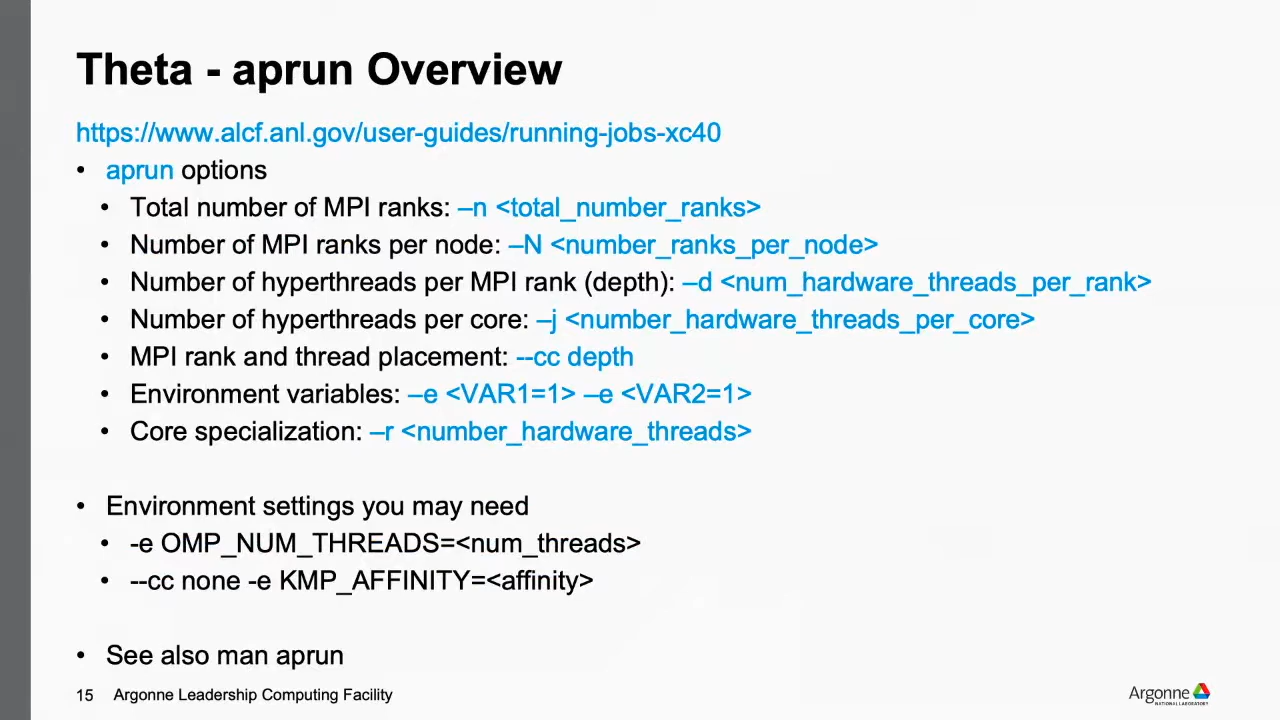 Theta - aprun Overview
https://www.alcf.anl.gov/user-guides/running-jobs-xc40
• aprun options
• Total number of MPI ranks: –n <total_number_ranks>
• Number of MPI ranks per node: –N <number_ranks_per_node>
• Number of hyperthreads per MPI rank (depth): –d <num_hardware_threads_per_rank>
• Number of hyperthreads per core: –j <number_hardware_threads_per_core>
• MPI rank and thread placement: --cc depth
• Environment variables: –e <VAR1=1> –e <VAR2=1>
• Core specialization: –r <number_hardware_threads>
• Environment settings you may need
• -e OMP_NUM_THREADS=<num_threads>
• --cc none -e KMP_AFFINITY=<affinity>
• See also man aprun
15 Argonne Leadership Computing Facility
Argonne
NATIONAL LABORATORY